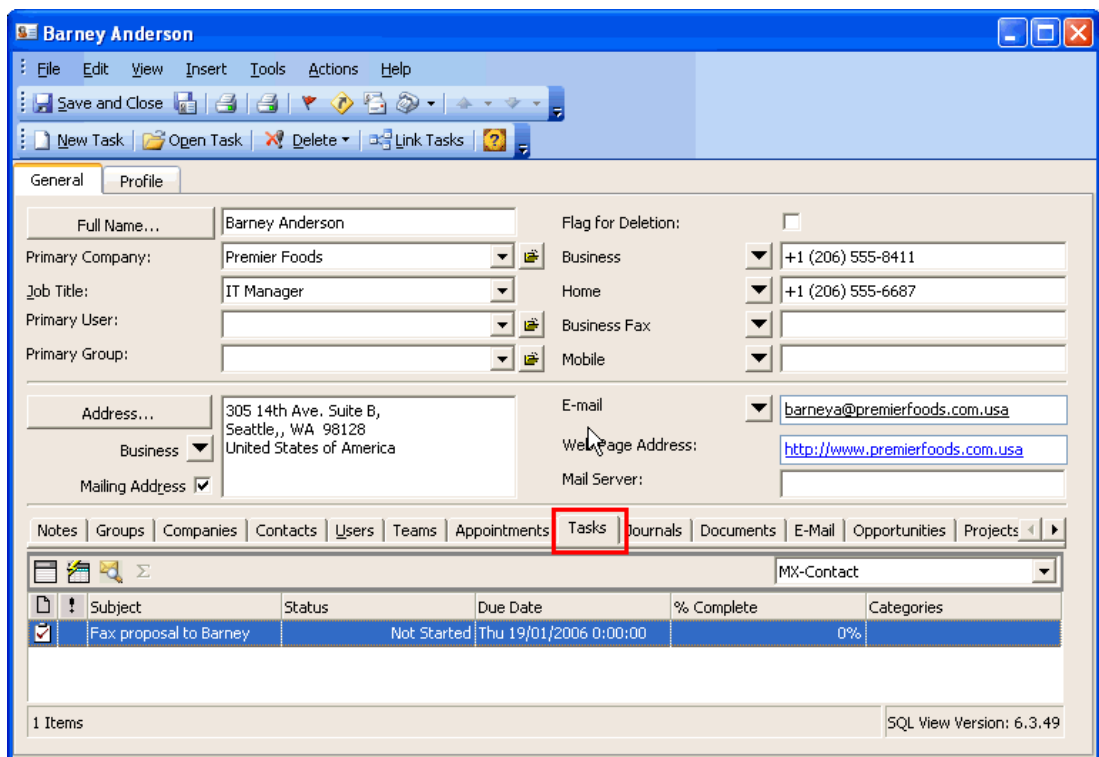 Barney Anderson
File Edit View Insert Tools Actions Help
Save and Close
New Task Open Task Delete Link Tasks
General Profile
Full Name... Barney Anderson Flag for Deletion:
Primary Company: Premier Foods Business +1 (206) 555-8411
Job Title: IT Manager Home +1 (206) 555-6687
Primary User: Business Fax
Primary Group: Mobile
Address... 305 14th Ave. Suite B, E-mail barneya@premierfoods.com.usa
Seattle,, WA 98128
Business United States of America Web Page Address: http://www.premierfoods.com.usa
Mailing Address Mail Server:
Notes Groups Companies Contacts Users Teams Appointments Tasks Journals Documents E-Mail Opportunities Projects
Σ MX-Contact
! Subject Status Due Date % Complete Categories
Fax proposal to Barney Not Started Thu 19/01/2006 0:00:00 0%
1 Items SQL View Version: 6.3.49